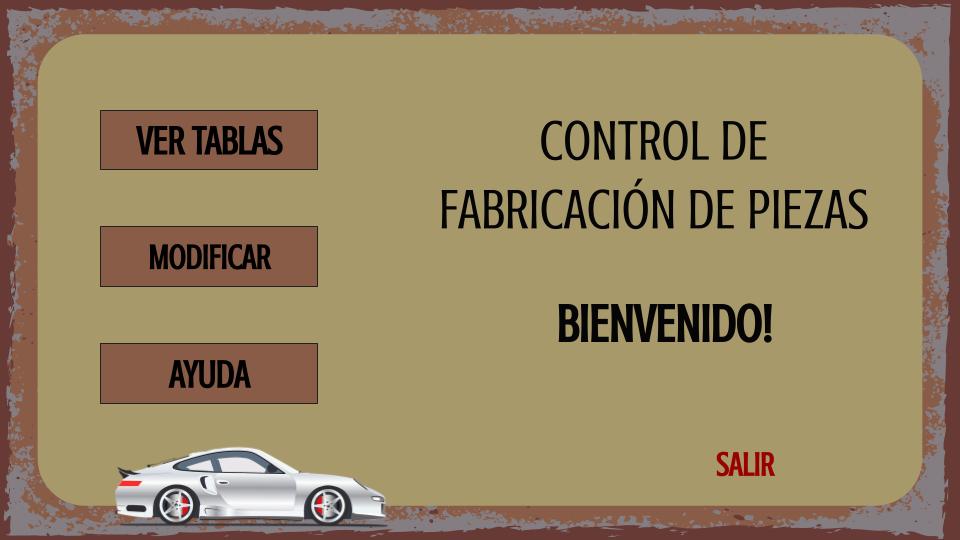 VER TABLAS
MODIFICAR
AYUDA
CONTROL DE
FABRICACIÓN DE PIEZAS
BIENVENIDO!
SALIR